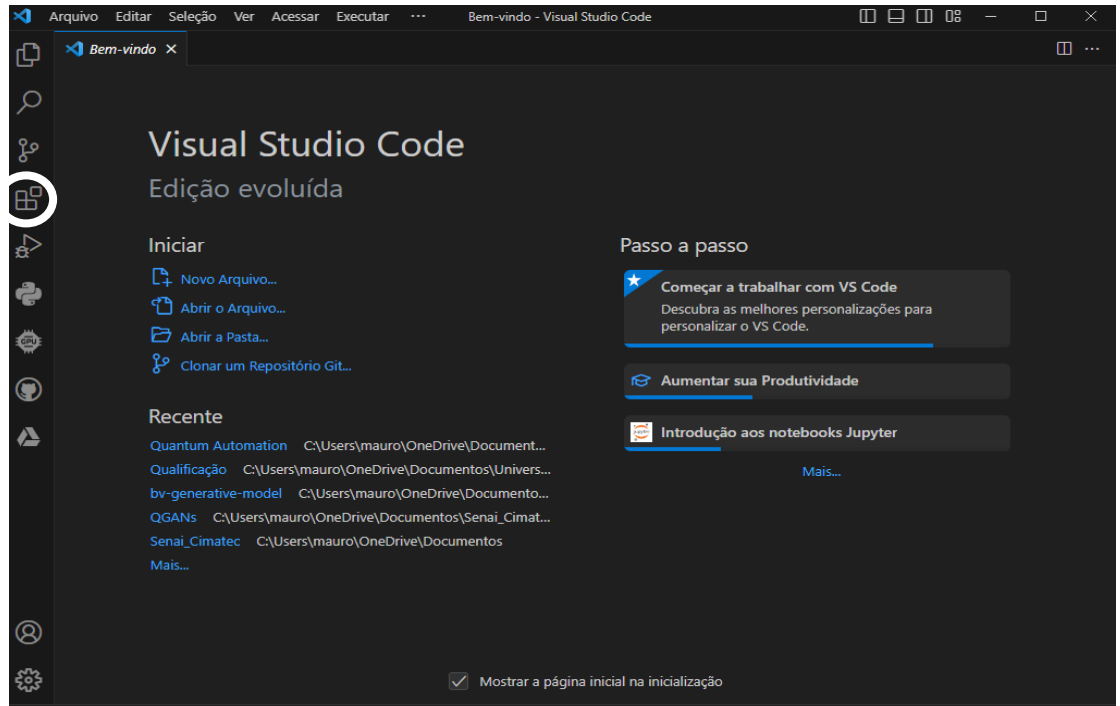 Arquivo Editar Seleção Ver Acessar Executar ··· Bem-vindo - Visual Studio Code
Bem-vindo
Visual Studio Code
Edição evoluída
Iniciar
Novo Arquivo...
Abrir o Arquivo...
Abrir a Pasta...
Clonar um Repositório Git...
Recente
Quantum Automation C:\Users\mauro\OneDrive\Document...
Qualificação C:\Users\mauro\OneDrive\Documentos\Univers...
bv-generative-model C:\Users\mauro\OneDrive\Documento...
QGANs C:\Users\mauro\OneDrive\Documentos\Senai_Cimat...
Senai_Cimatec C:\Users\mauro\OneDrive\Documentos
Mais...
Passo a passo
Começar a trabalhar com VS Code
Descubra as melhores personalizações para
personalizar o VS Code.
Aumentar sua Produtividade
Introdução aos notebooks Jupyter
Mais...
GPU
Mostrar a página inicial na inicialização